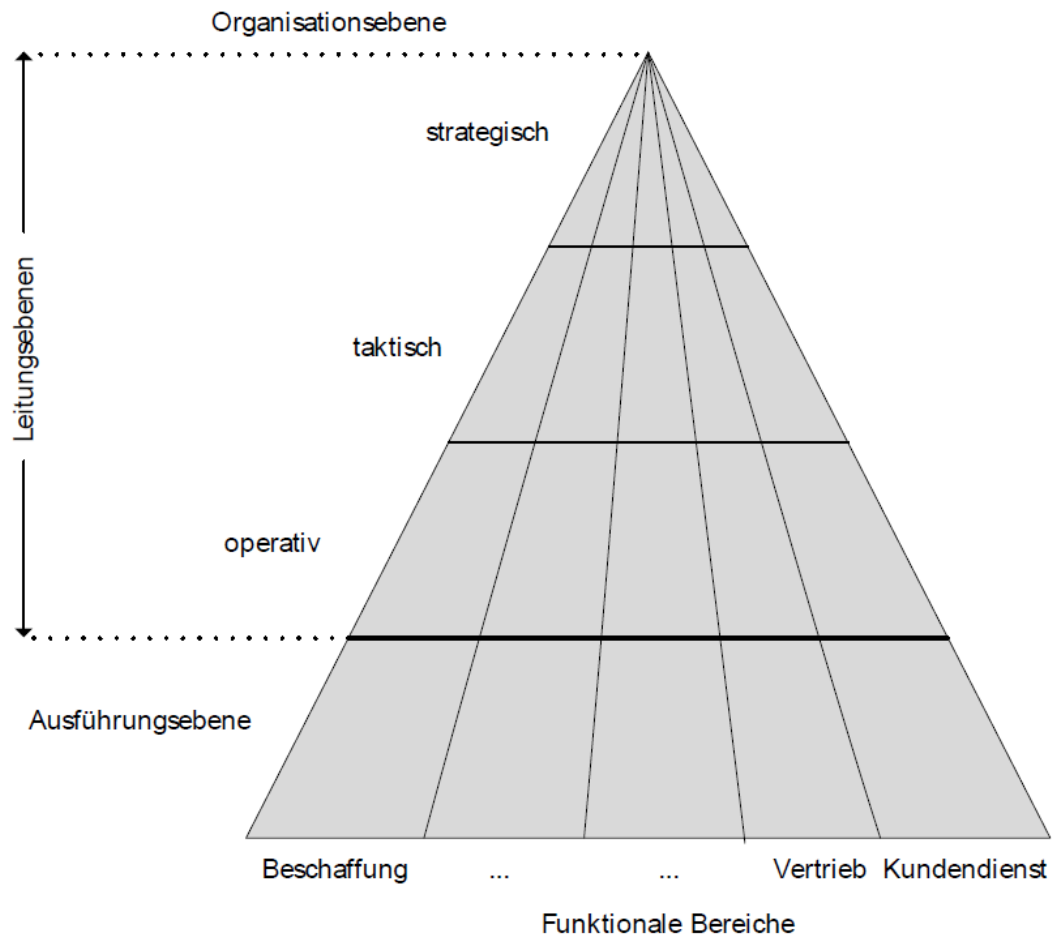 Organisationsebene
strategisch
Leitungsebenen
taktisch
operativ
Ausführungsebene
Beschaffung ... ... Vertrieb Kundendienst
Funktionale Bereiche